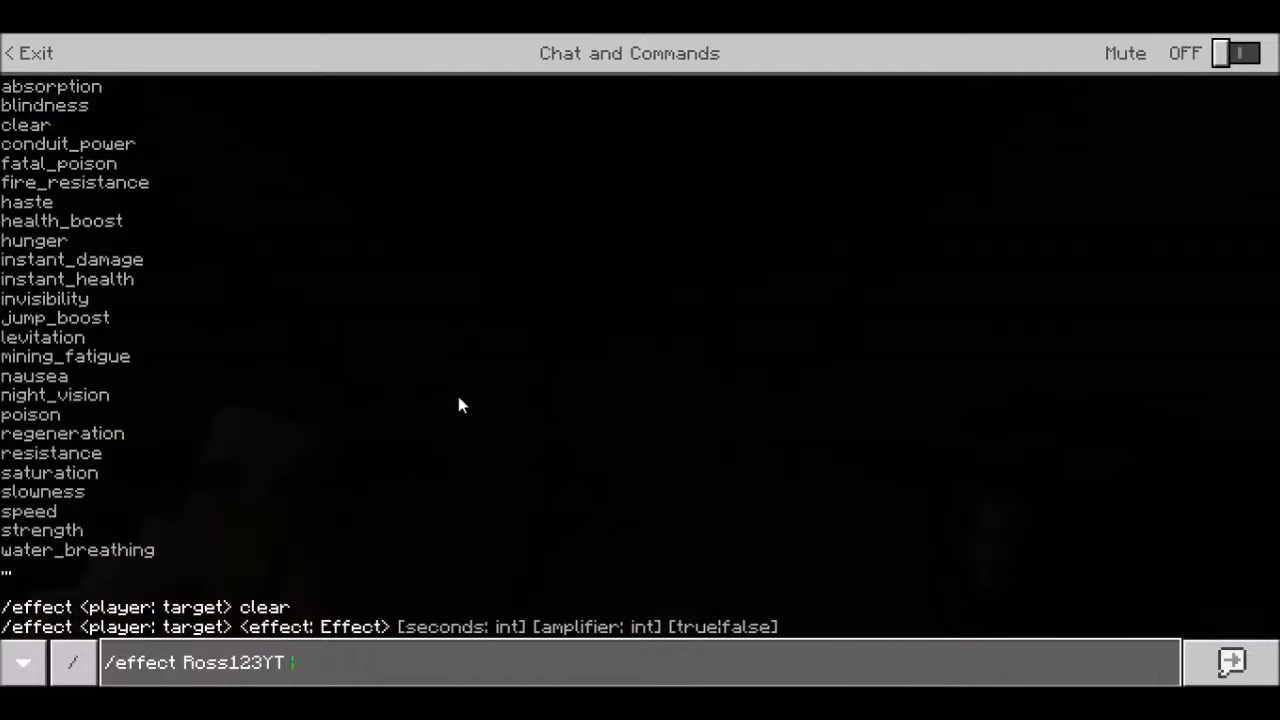 < Exit
Chat and Commands
Mute OFF
absorption
blindness
clear
conduit_power
fatal_poison
fire_resistance
haste
health_boost
hunger
instant_damage
instant_health
invisibility
jump_boost
levitation
mining_fatigue
nausea
night_vision
poison
regeneration
resistance
saturation
slowness
speed
strength
water_breathing
...
/effect <player: target> clear
/effect <player: target> <effect: Effect> [seconds: int] [amplifier: int] [true|false]
/
/effect Ross123YT